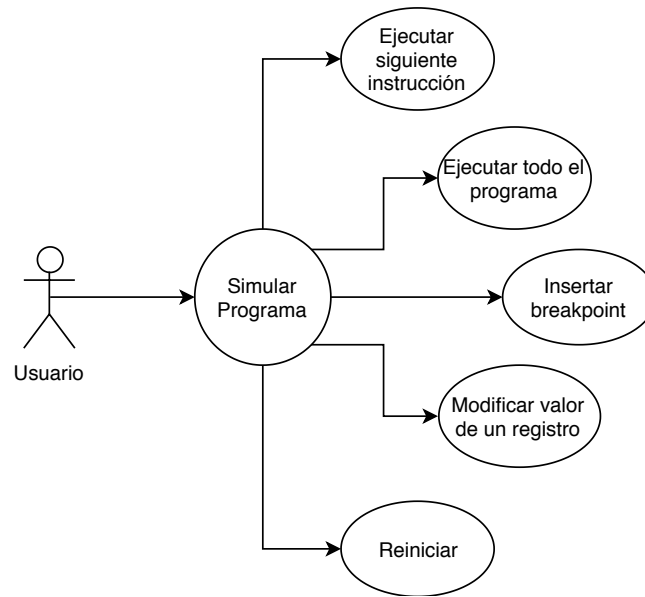 Ejecutar
siguiente
instrucción
Ejecutar todo el
programa
Simular
Programa
Insertar
breakpoint
Usuario
Modificar valor
de un registro
Reiniciar